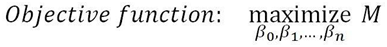 Objective function: maximize M
β₀,β₁,…,βₙ